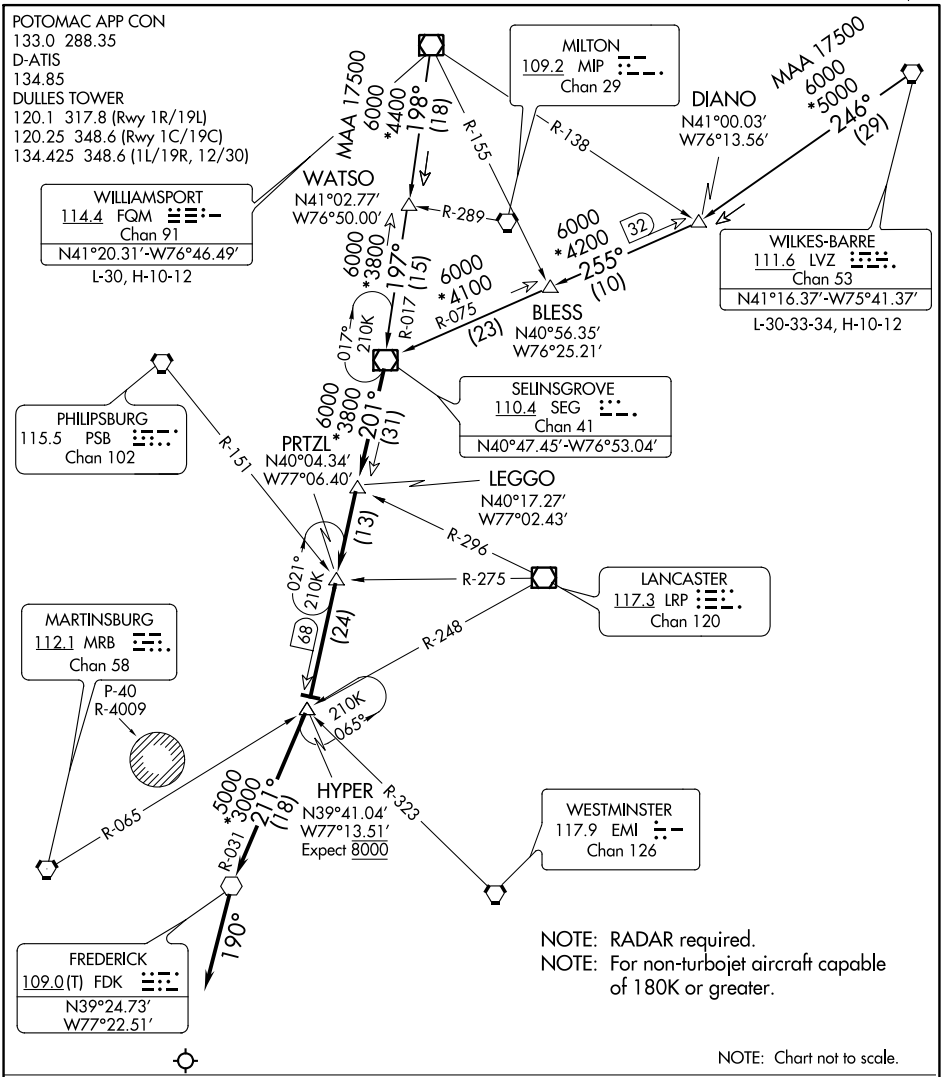 POTOMAC APP CON
133.0 288.35
D-ATIS
134.85
DULLES TOWER
120.1 317.8 (Rwy 1R/19L)
120.25 348.6 (Rwy 1C/19C)
134.425 348.6 (1L/19R, 12/30)
MAA 17500
6000
*4400
198°
(18)
MILTON
109.2 MIP
Chan 29
R-155
R-138
DIANO
N41°00.03'
W76°13.56'
MAA 17500
6000
*5000
246°
(29)
WILLIAMSPORT
114.4 FQM
Chan 91
N41°20.31'-W76°46.49'
L-30, H-10-12
WATSO
N41°02.77'
W76°50.00'
R-289
6000
*3800
197°
(15)
R-017
017°
210K
6000
*4200
255°
(10)
32
6000
*4100
R-075
(23)
BLESS
N40°56.35'
W76°25.21'
WILKES-BARRE
111.6 LVZ
Chan 53
N41°16.37'-W75°41.37'
L-30-33-34, H-10-12
SELINSGROVE
110.4 SEG
Chan 41
N40°47.45'-W76°53.04'
PHILIPSBURG
115.5 PSB
Chan 102
R-151
6000
*3800
201°
(31)
PRTZL
N40°04.34'
W77°06.40'
LEGGO
N40°17.27'
W77°02.43'
(13)
R-296
R-275
021°
210K
LANCASTER
117.3 LRP
Chan 120
R-248
68
(24)
MARTINSBURG
112.1 MRB
Chan 58
P-40
R-4009
210K
065°
R-065
HYPER
N39°41.04'
W77°13.51'
Expect 8000
R-323
*5000
*3000
211°
(18)
R-031
WESTMINSTER
117.9 EMI
Chan 126
190°
FREDERICK
109.0(T) FDK
N39°24.73'
W77°22.51'
NOTE: RADAR required.
NOTE: For non-turbojet aircraft capable
of 180K or greater.
NOTE: Chart not to scale.